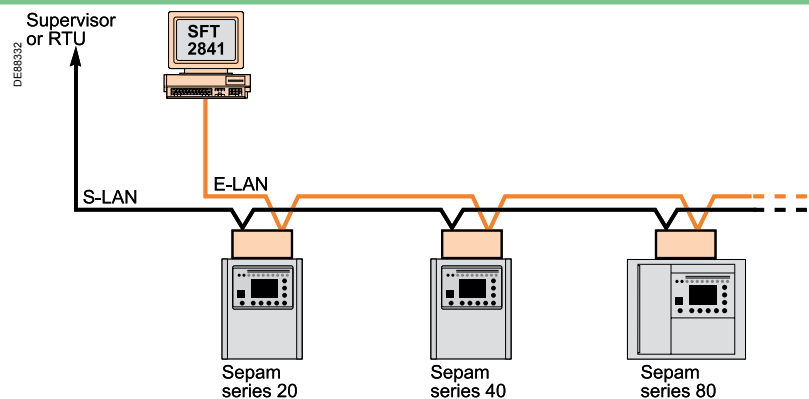 Supervisor
or RTU
DE88332
SFT
2841
S-LAN
E-LAN
Sepam
series 20
Sepam
series 40
Sepam
series 80